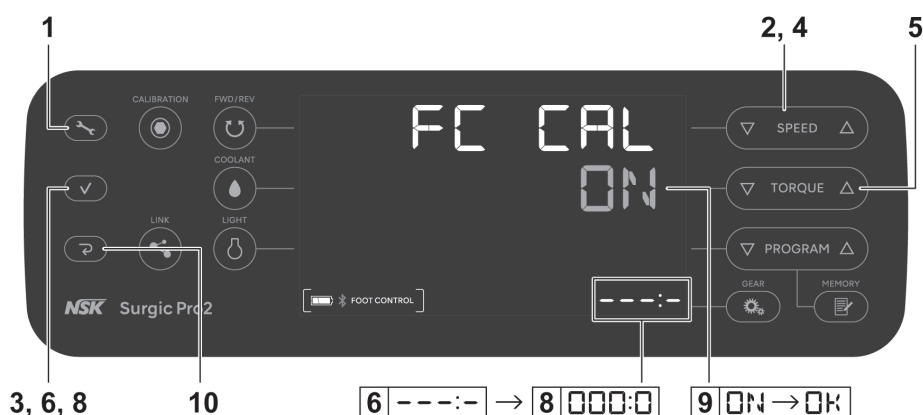 1
2, 4
5
CALIBRATION
FWD/REV
FC CAL
SPEED
COOLANT
ON
TORQUE
LINK
LIGHT
PROGRAM
GEAR
MEMORY
FOOT CONTROL
---:-
NSK Surgic Pro2
3, 6, 8
10
6 ---:- → 8 000:0
9 ON → OK